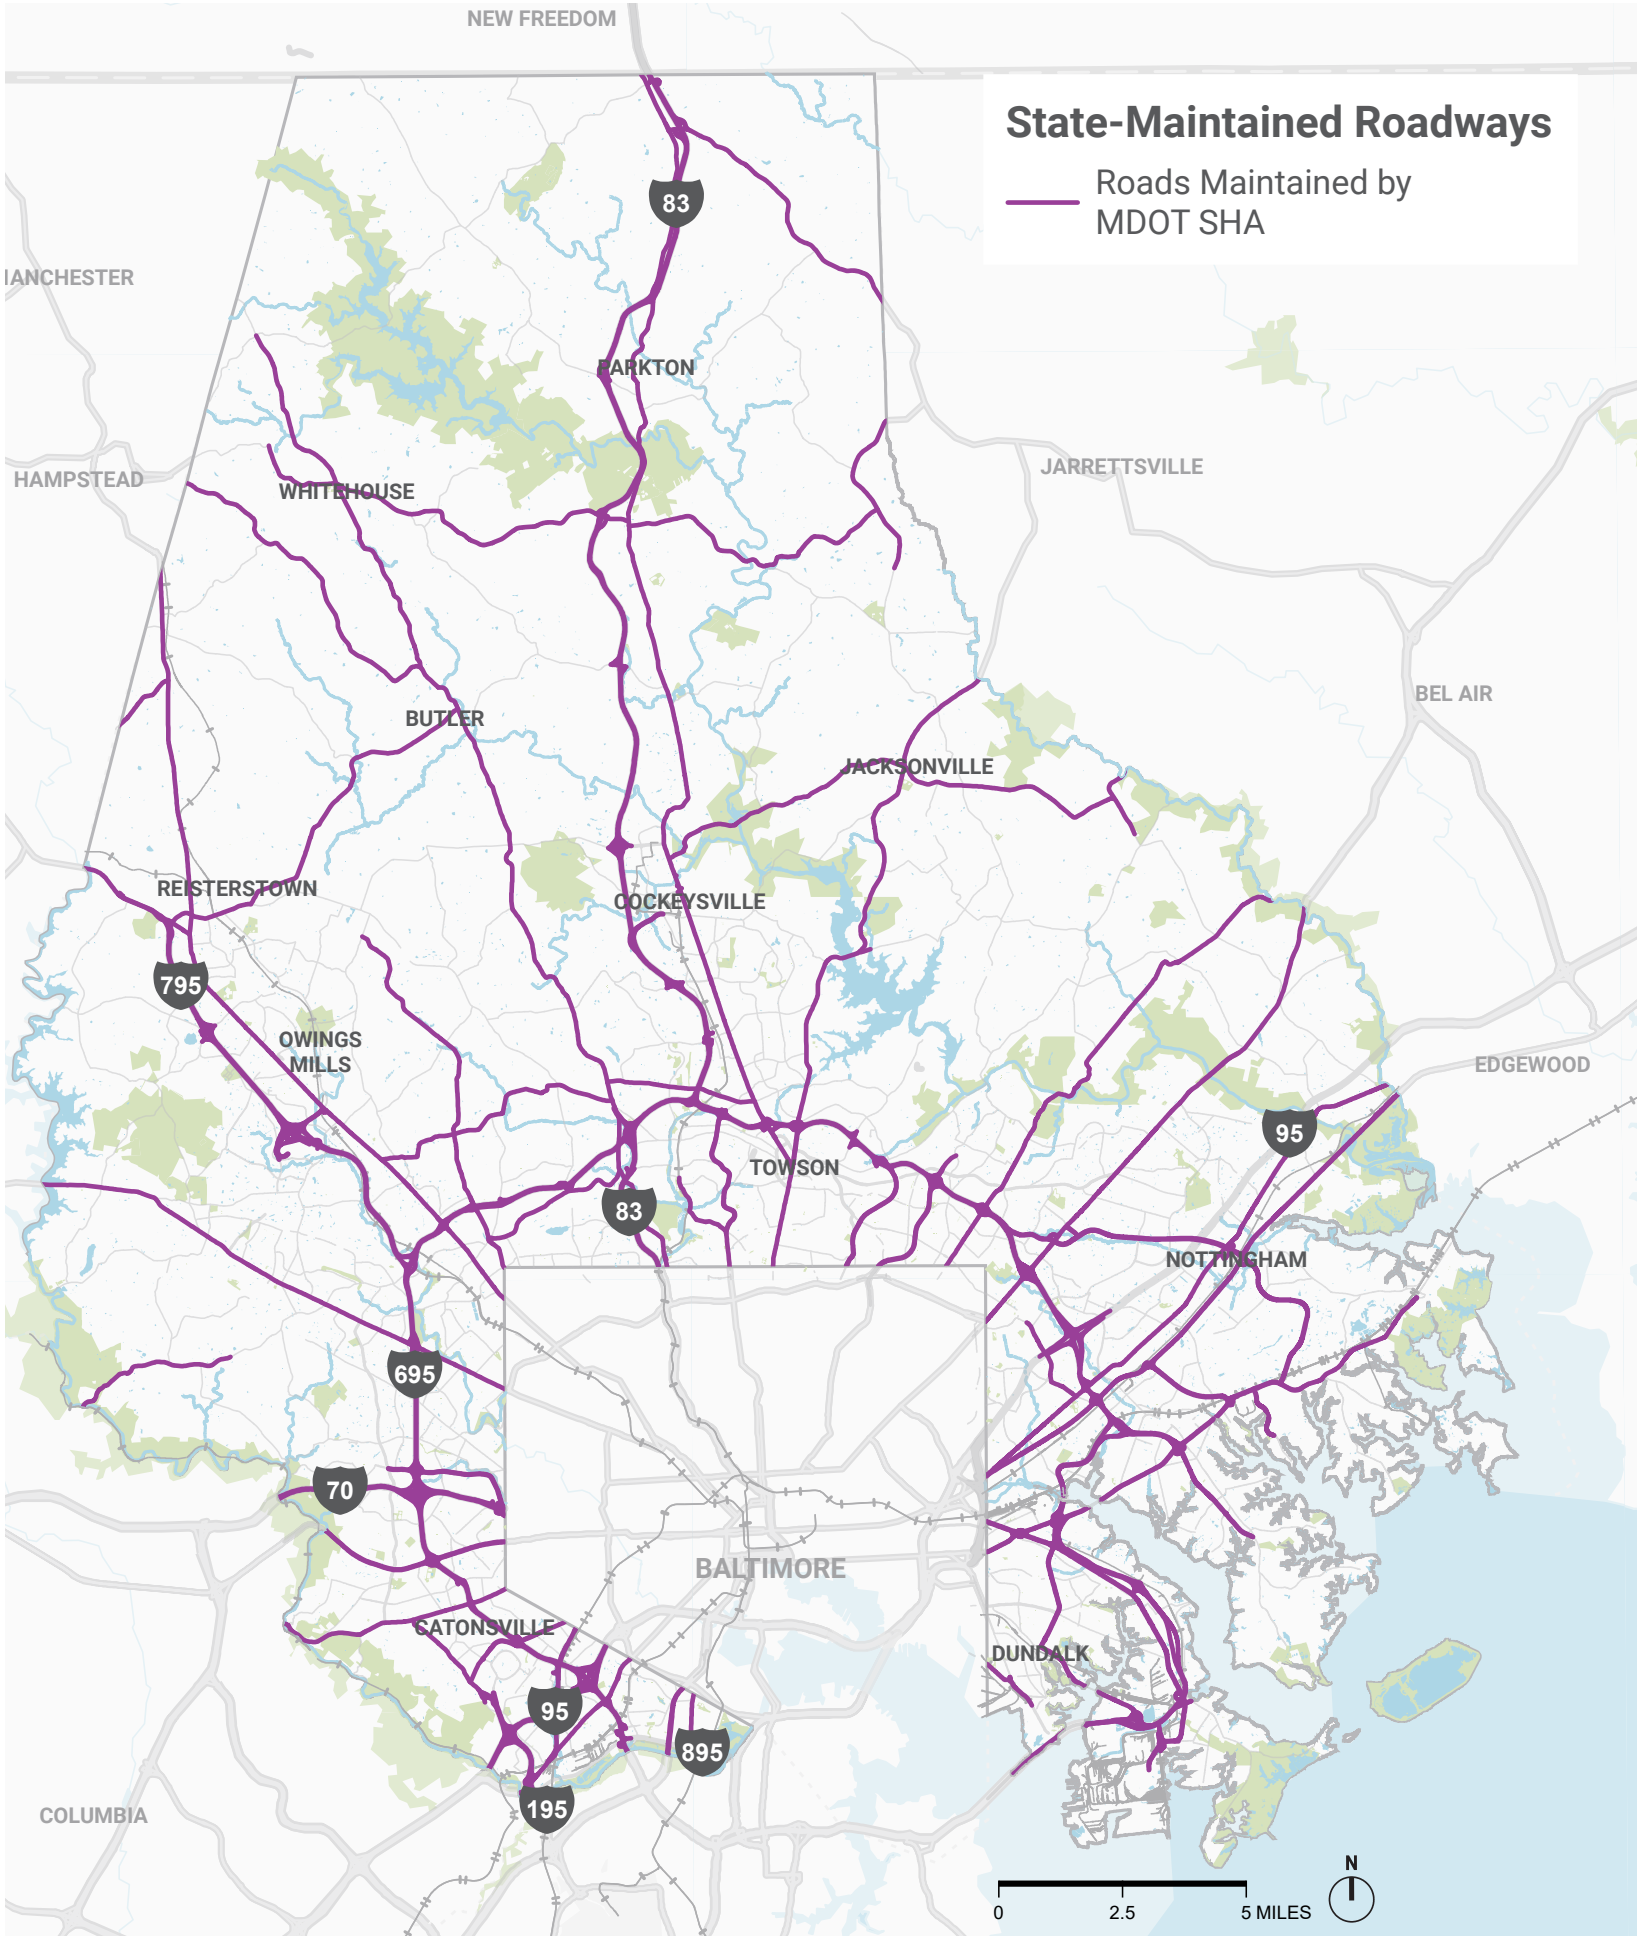 NEW FREEDOM
State-Maintained Roadways
Roads Maintained by
MDOT SHA
83
IANCHESTER
PARKTON
HAMPSTEAD
WHITEHOUSE
JARRETTSVILLE
BEL AIR
BUTLER
JACKSONVILLE
REISTERSTOWN
COCKEYSVILLE
795
OWINGS
MILLS
EDGEWOOD
95
TOWSON
83
NOTTINGHAM
695
70
BALTIMORE
CATONSVILLE
DUNDALK
95
895
195
COLUMBIA
N
0 2.5 5 MILES